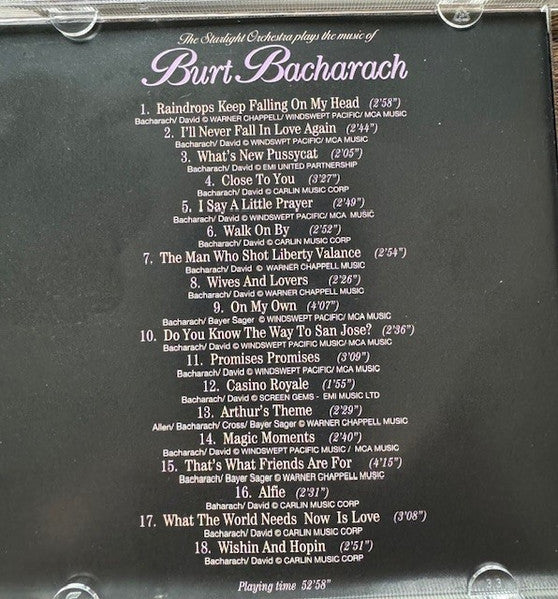 The Starlight Orchestra plays the music of
Burt Bacharach
1. Raindrops Keep Falling On My Head (2'58")
Bacharach/ David © WARNER CHAPPELL/ WINDSWEPT PACIFIC/ MCA MUSIC
2. I'll Never Fall In Love Again (2'44")
Bacharach/ David © WINDSWPT PACIFIC/ MCA MUSIC
3. What's New Pussycat (2'05")
Bacharach/ David © EMI UNITED PARTNERSHIP
4. Close To You (3'27")
Bacharach/ David © CARLIN MUSIC CORP
5. I Say A Little Prayer (2'49")
Bacharach/ David © WINDSWEPT PACIFIC/ MCA MUSIC
6. Walk On By (2'52")
Bacharach/ David © CARLIN MUSIC CORP
7. The Man Who Shot Liberty Valance (2'54")
Bacharach/ David © WARNER CHAPPELL MUSIC
8. Wives And Lovers (2'26")
Bacharach/ David © WARNER CHAPPELL MUSIC
9. On My Own (4'07")
Bacharach/ Bayer Sager © WINDSWEPT PACIFIC/ MCA MUSIC
10. Do You Know The Way To San Jose? (2'36")
Bacharach/ David © WINDSWEPT PACIFIC MUSIC/ MCA MUSIC
11. Promises Promises (3'09")
Bacharach/ David © WINDSWEPT PACIFIC/ MCA MUSIC
12. Casino Royale (1'55")
Bacharach/ David © SCREEN GEMS - EMI MUSIC LTD
13. Arthur's Theme (2'29")
Allen/ Bacharach/ Cross/ Bayer Sager © WARNER CHAPPELL MUSIC
14. Magic Moments (2'40")
Bacharach/ David © WINDSWEPT PACIFIC MUSIC / MCA MUSIC
15. That's What Friends Are For (4'15")
Bacharach/ Bayer Sager © WARNER CHAPPELL MUSIC
16. Alfie (2'31")
Baharach/ David © CARLIN MUSIC CORP
17. What The World Needs Now Is Love (3'08")
Bacharach/ David © CARLIN MUSIC CORP
18. Wishin And Hopin (2'51")
Bacharach/ David © CARLIN MUSIC CORP
Playing time 52'58"